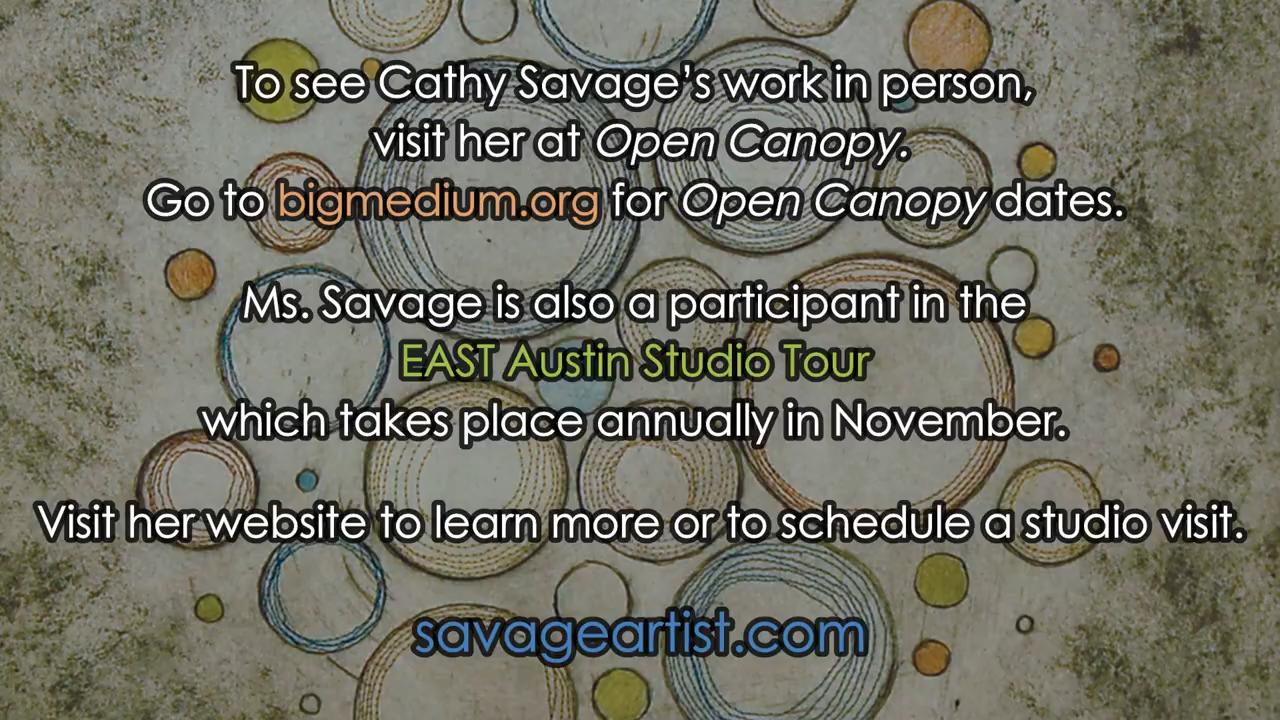 To see Cathy Savage’s work in person,
visit her at Open Canopy.
Go to bigmedium.org for Open Canopy dates.
Ms. Savage is also a participant in the
EAST Austin Studio Tour
which takes place annually in November.
Visit her website to learn more or to schedule a studio visit.
savageartist.com